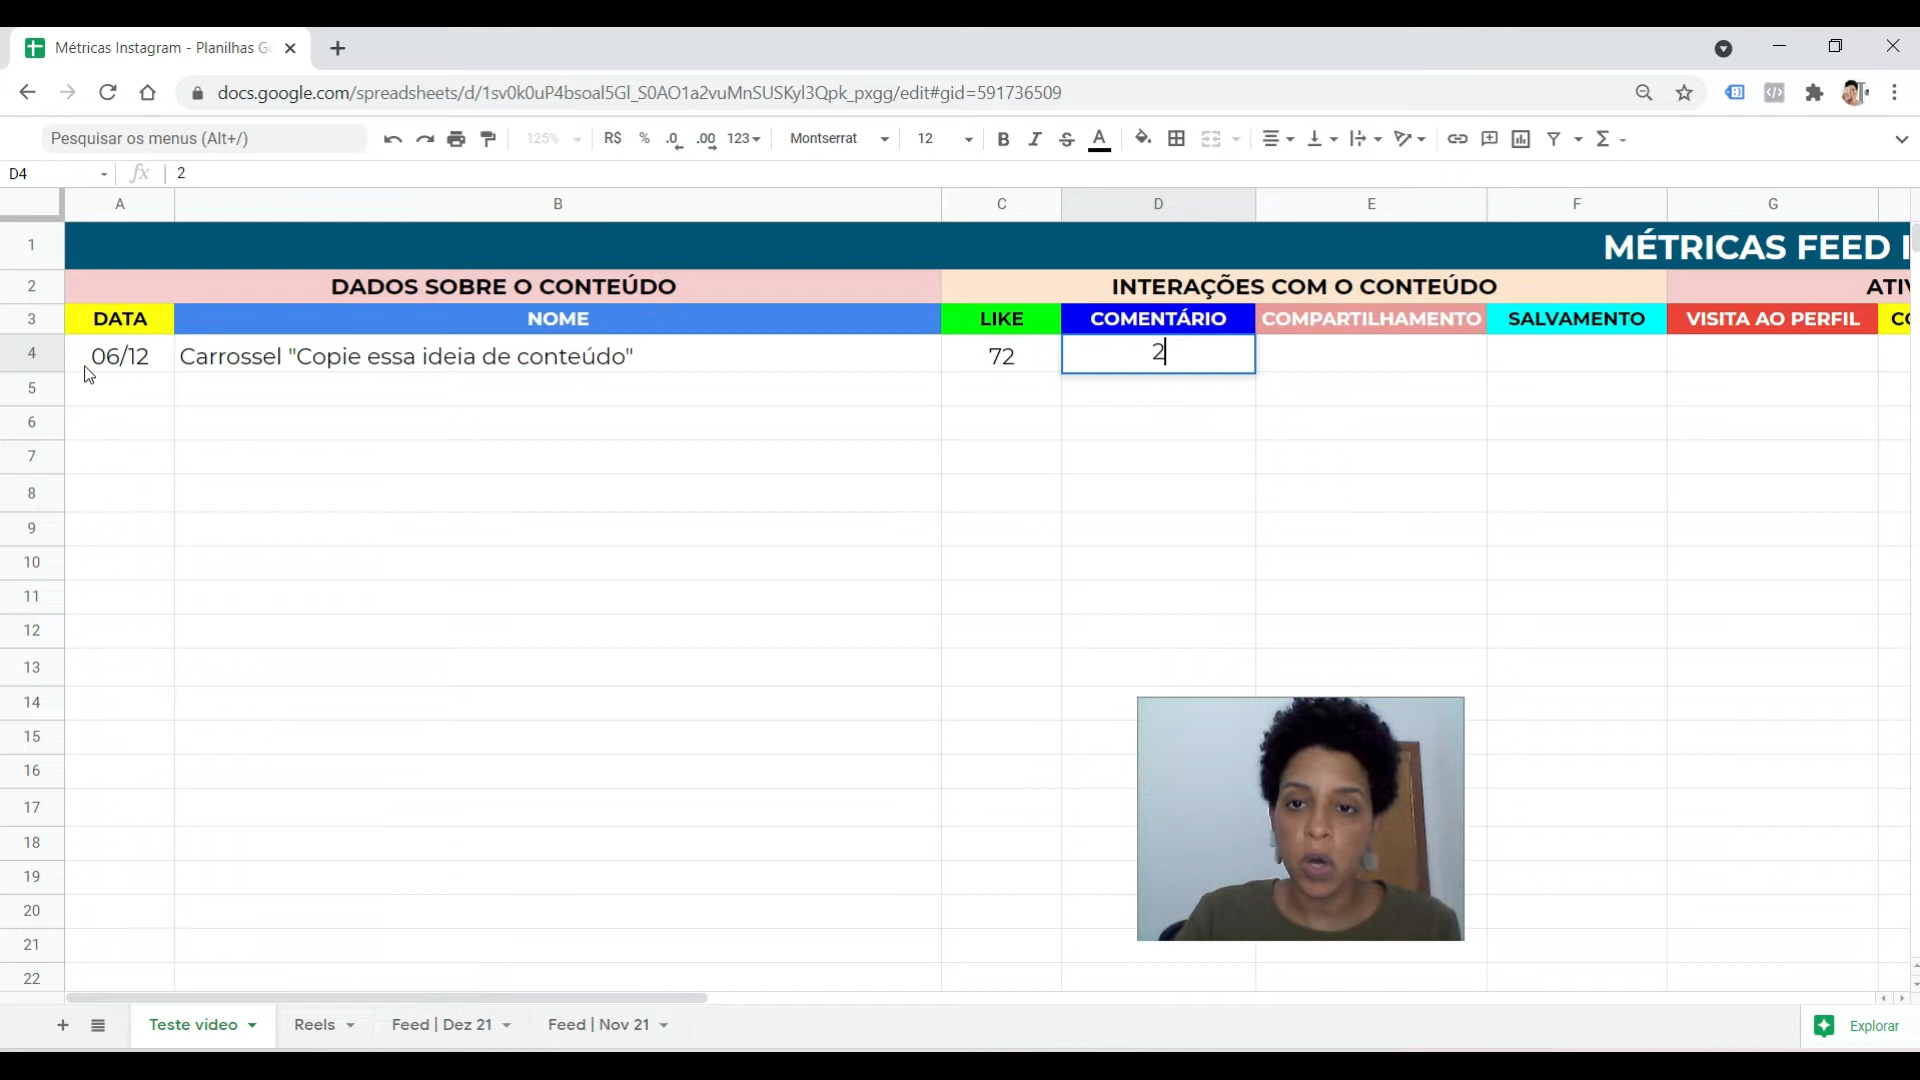 Métricas Instagram - Planilhas Go
docs.google.com/spreadsheets/d/1sv0k0uP4bsoal5Gl_S0AO1a2vuMnSUSKyl3Qpk_pxgg/edit#gid=591736509
Pesquisar os menus (Alt+/)
125%
R$ % .0 .00 123
Montserrat
12
B I S A
D4
fx
2
A B C D E F G
1 MÉTRICAS FEED I
2 DADOS SOBRE O CONTEÚDO INTERAÇÕES COM O CONTEÚDO ATIV
3 DATA NOME LIKE COMENTÁRIO COMPARTILHAMENTO SALVAMENTO VISITA AO PERFIL CO
4 06/12 Carrossel "Copie essa ideia de conteúdo" 72 2
5
6
7
8
9
10
11
12
13
14
15
16
17
18
19
20
21
22
Teste vídeo
Reels
Feed | Dez 21
Feed | Nov 21
Explorar